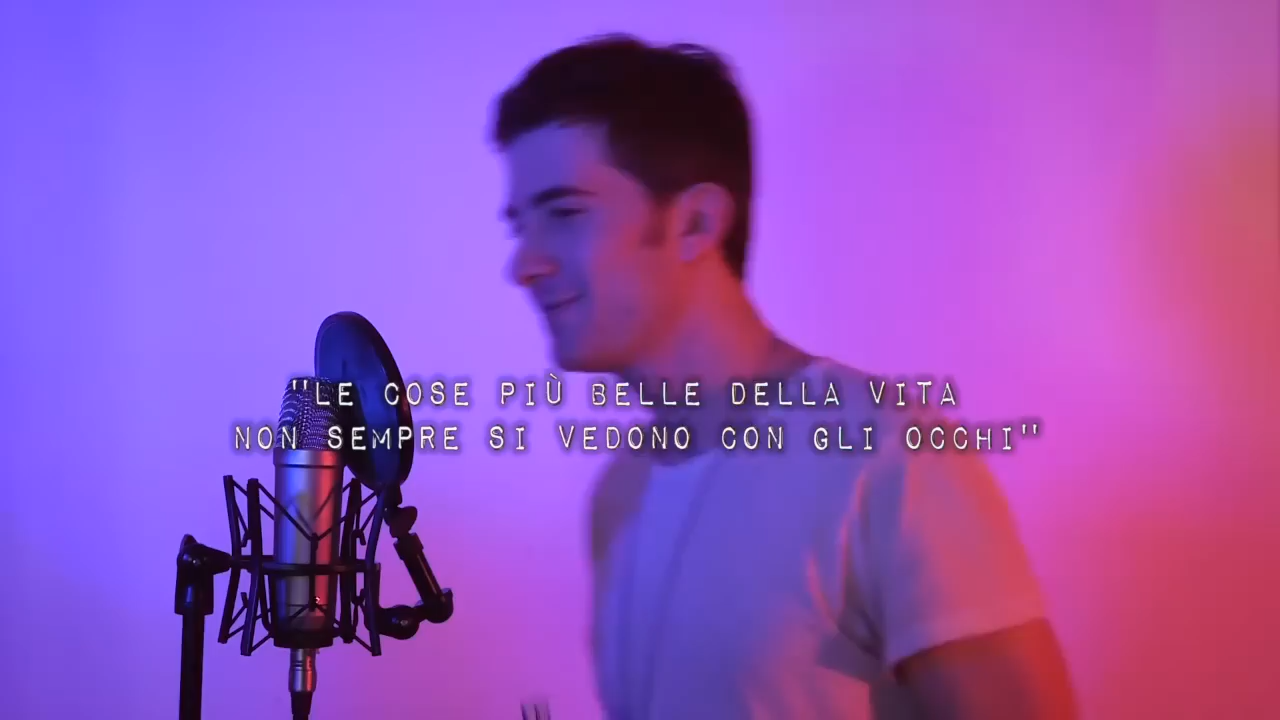 "LE COSE PIÙ BELLE DELLA VITA
NON SEMPRE SI VEDONO CON GLI OCCHI"